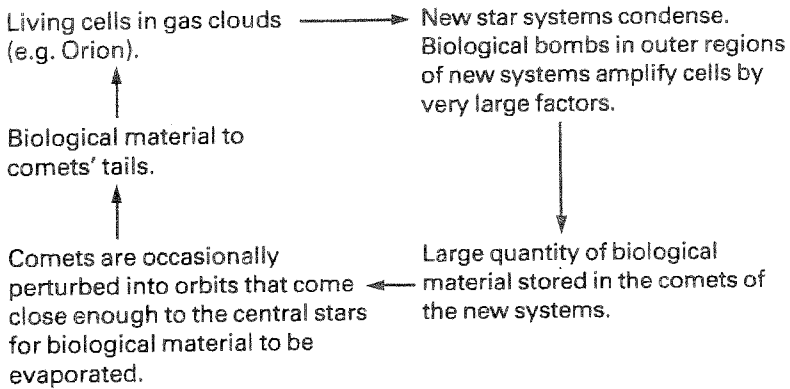 Living cells in gas clouds
(e.g. Orion).
New star systems condense.
Biological bombs in outer regions
of new systems amplify cells by
very large factors.
Large quantity of biological
material stored in the comets of
the new systems.
Comets are occasionally
perturbed into orbits that come
close enough to the central stars
for biological material to be
evaporated.
Biological material to
comets' tails.